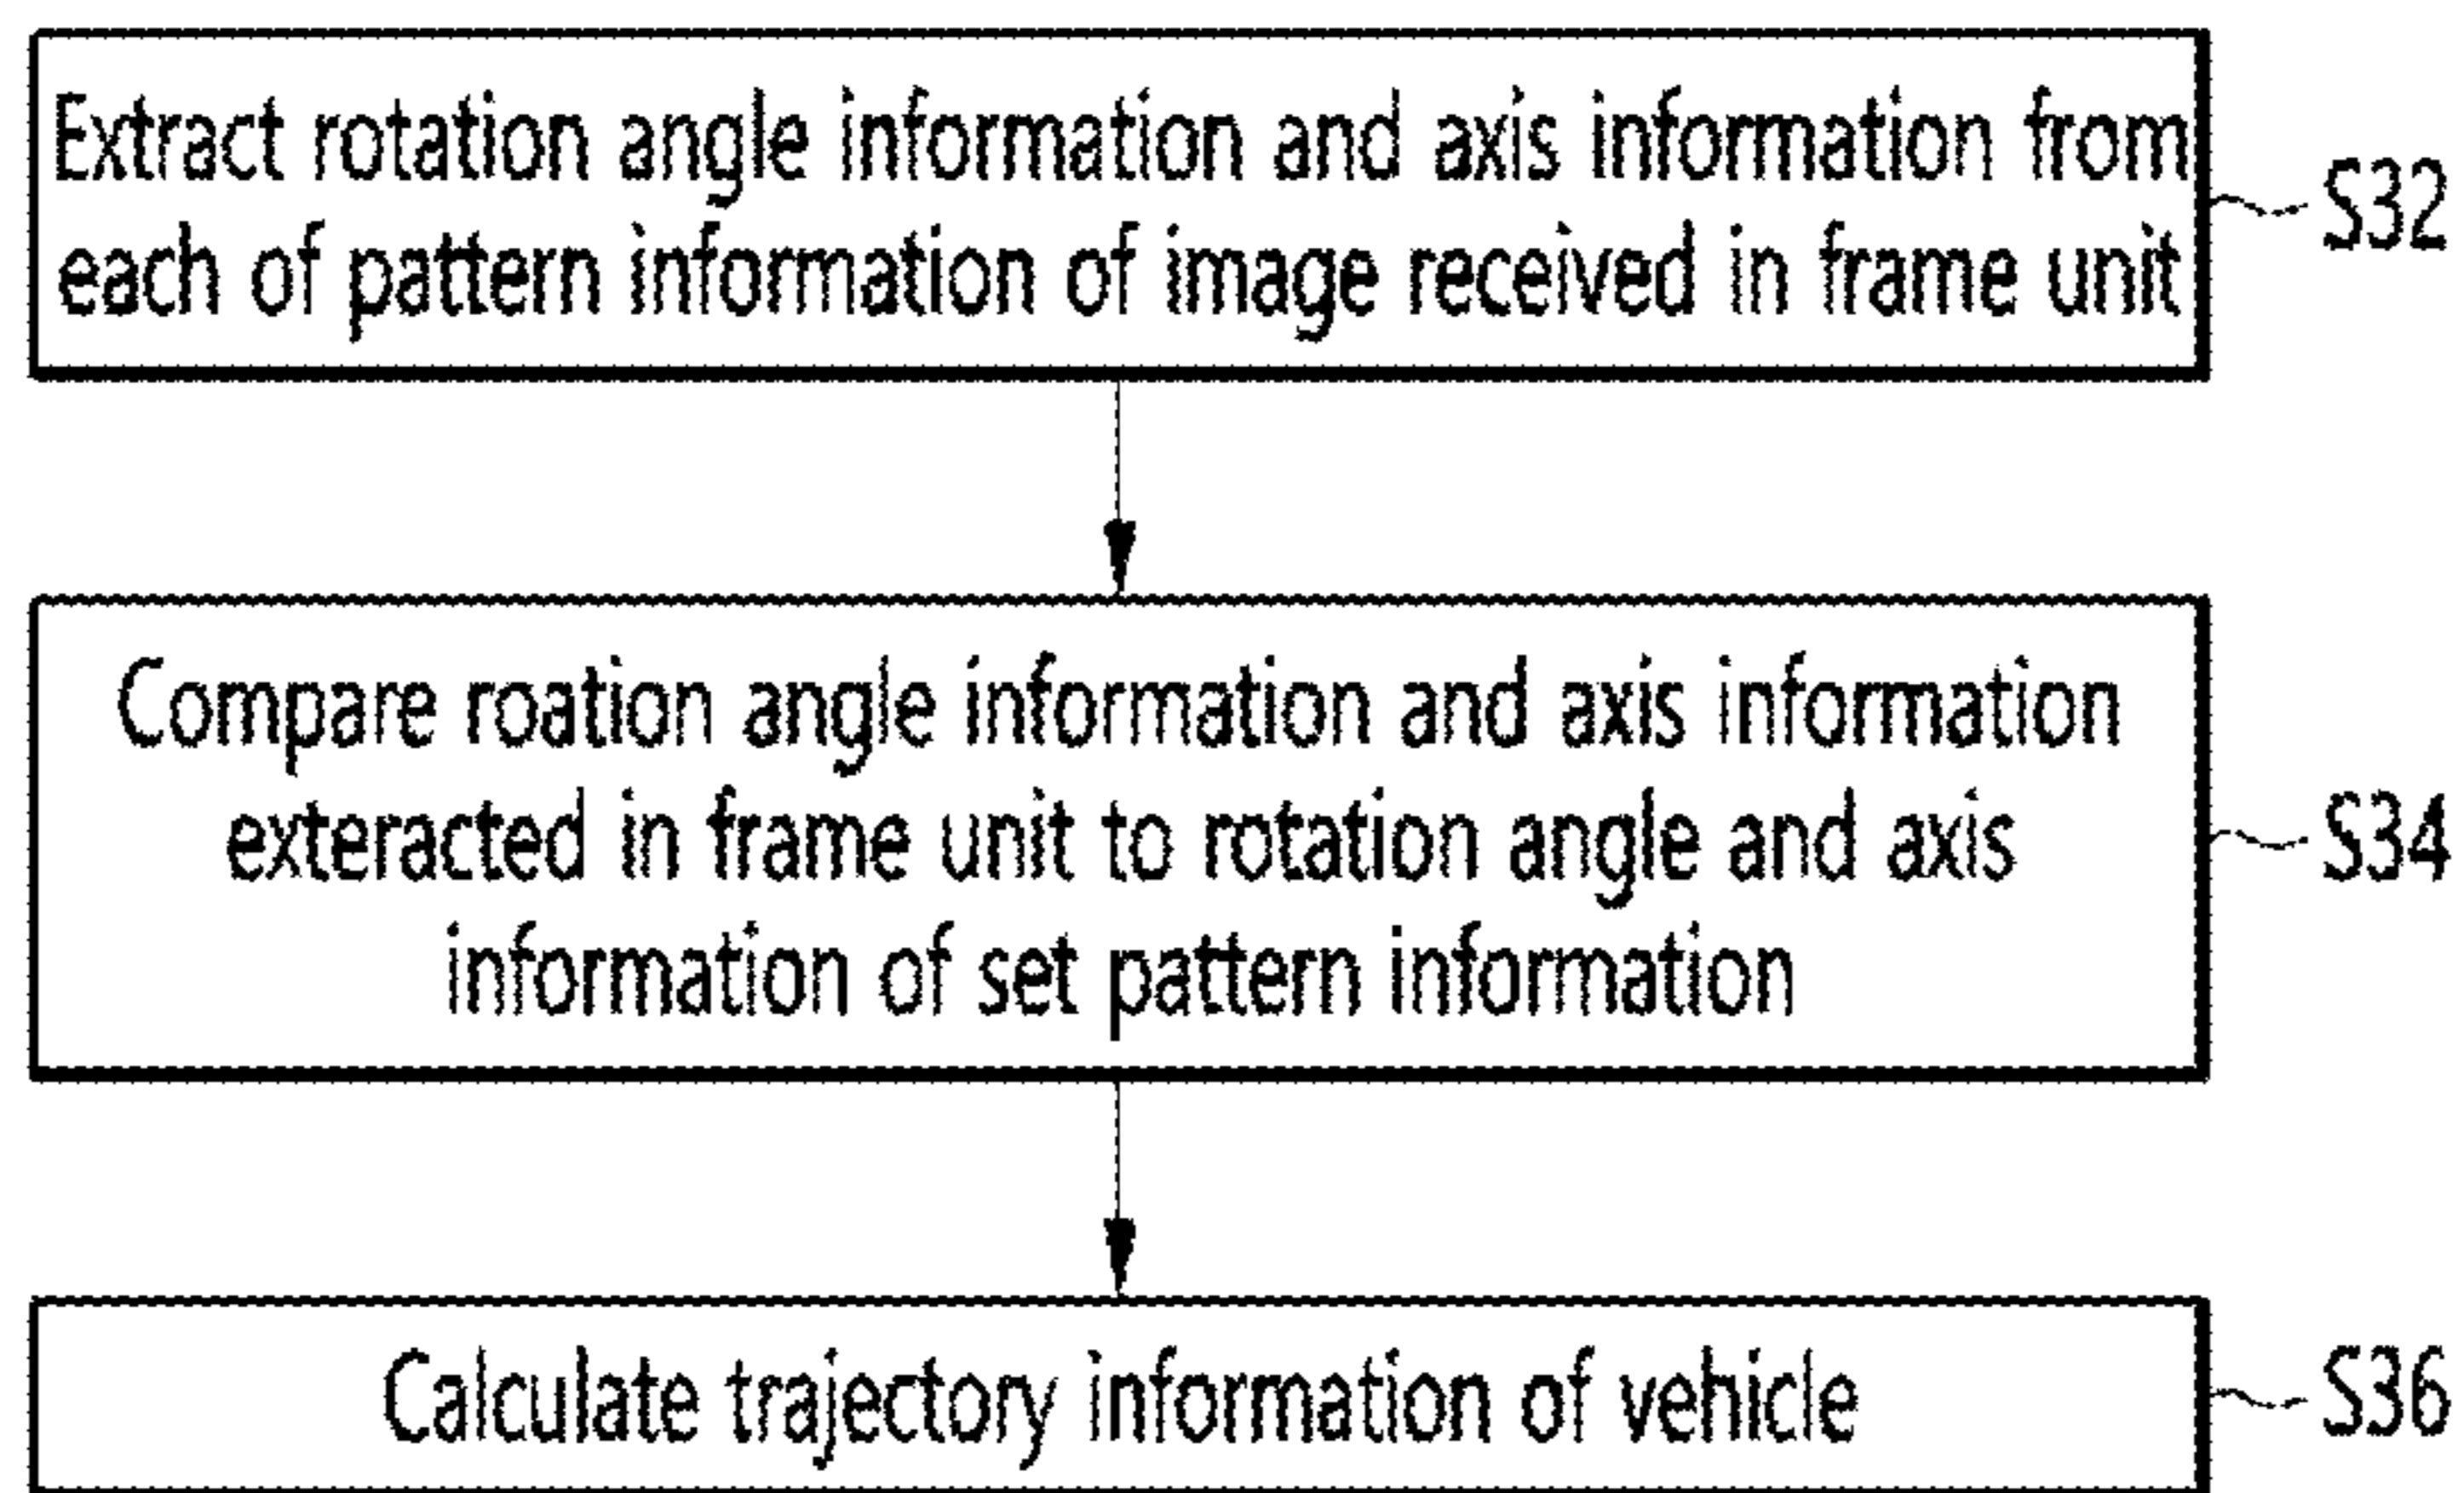 Extract rotation angle information and axis information from
each of pattern information of image received in frame unit
S32
Compare roation angle information and axis information
exteracted in frame unit to rotation angle and axis
information of set pattern information
S34
Calculate trajectory information of vehicle
S36